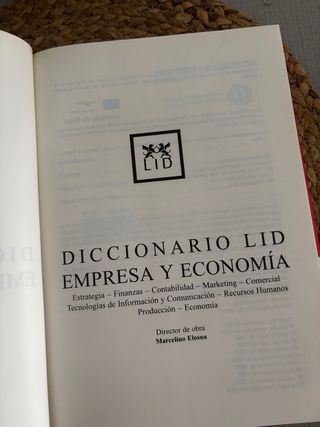 LID
DICCIONARIO LID
EMPRESA Y ECONOMÍA
Estrategia – Finanzas – Contabilidad – Marketing – Comercial
Tecnologías de Información y Comunicación – Recursos Humanos
Producción – Economía
Director de obra
Marcelino Elosua